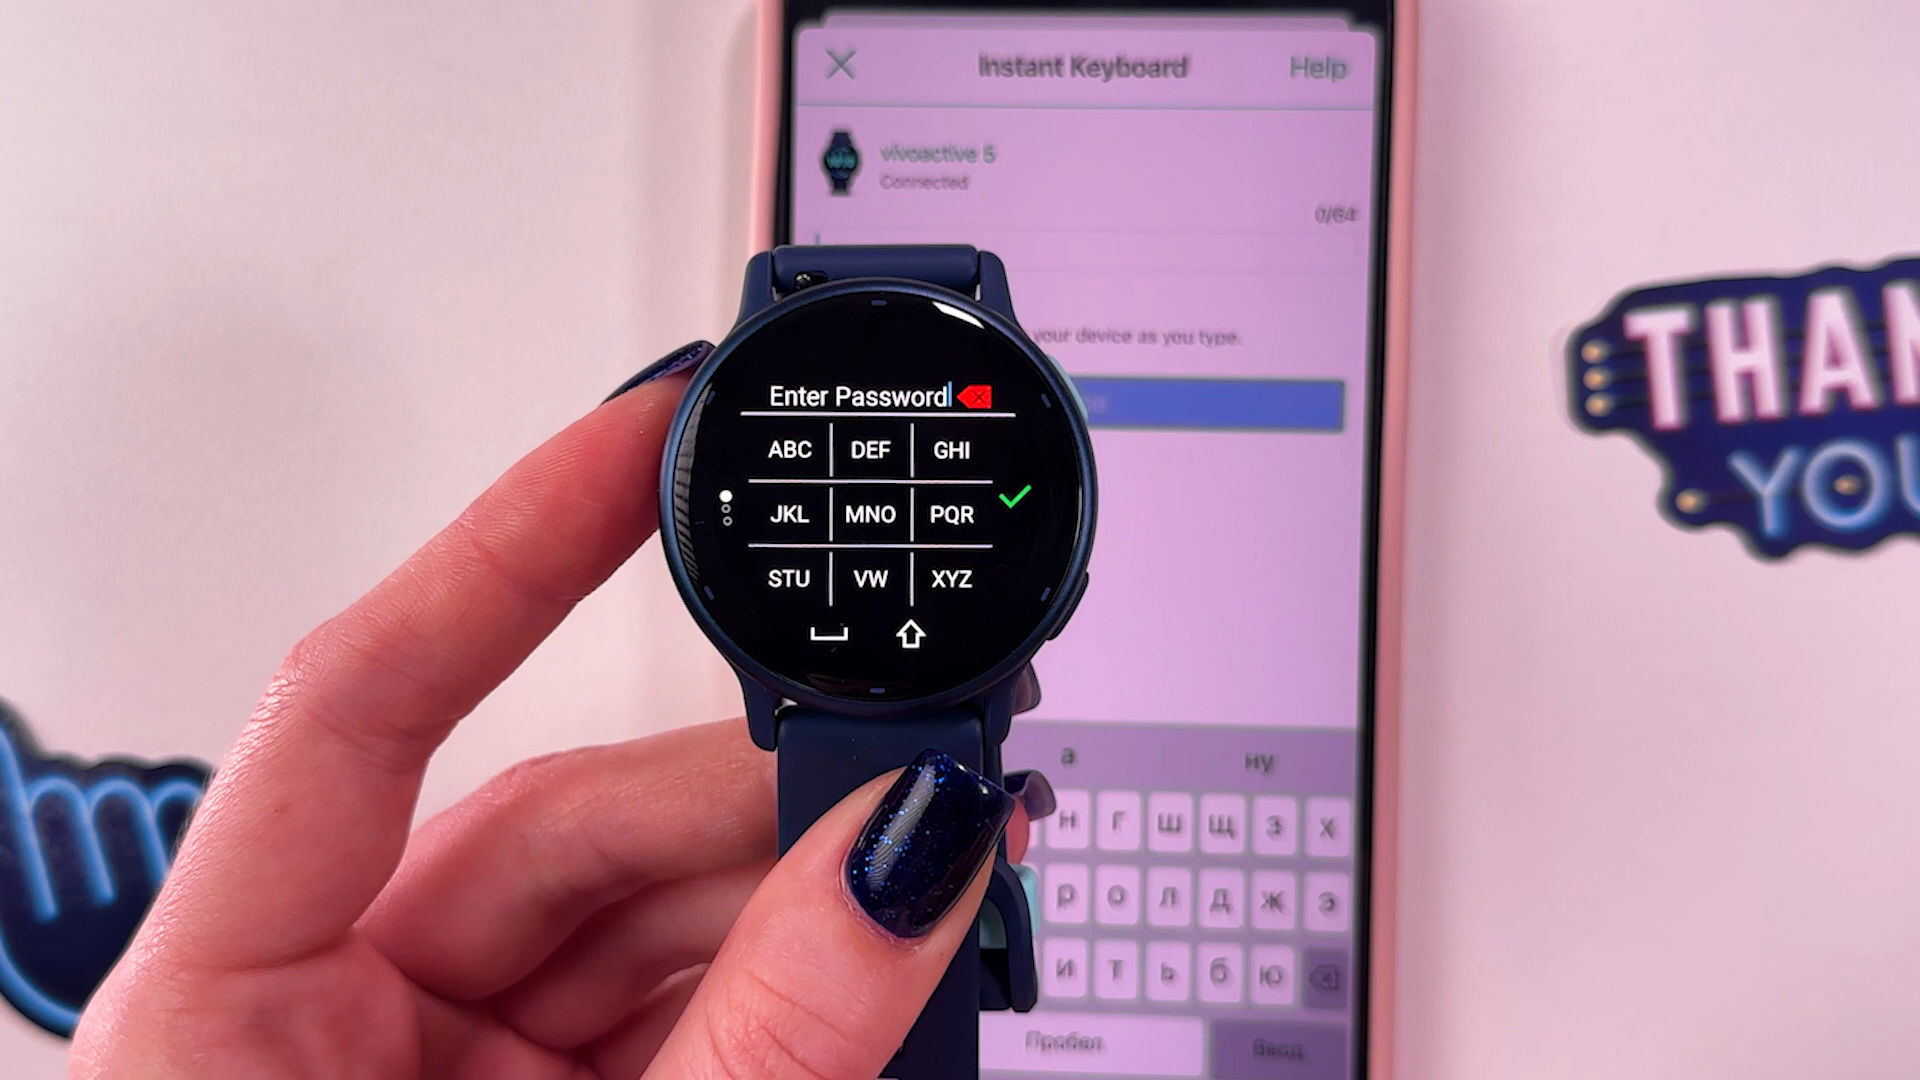 Instant Keyboard
Help
vívoactive 5
Connected
0/64
your device as you type.
Enter Password
ABC DEF GHI
JKL MNO PQR
STU VW XYZ
THAN
YOU
а ну
н г ш щ з х
р о л д ж э
и т ь б ю
Пробел Ввод